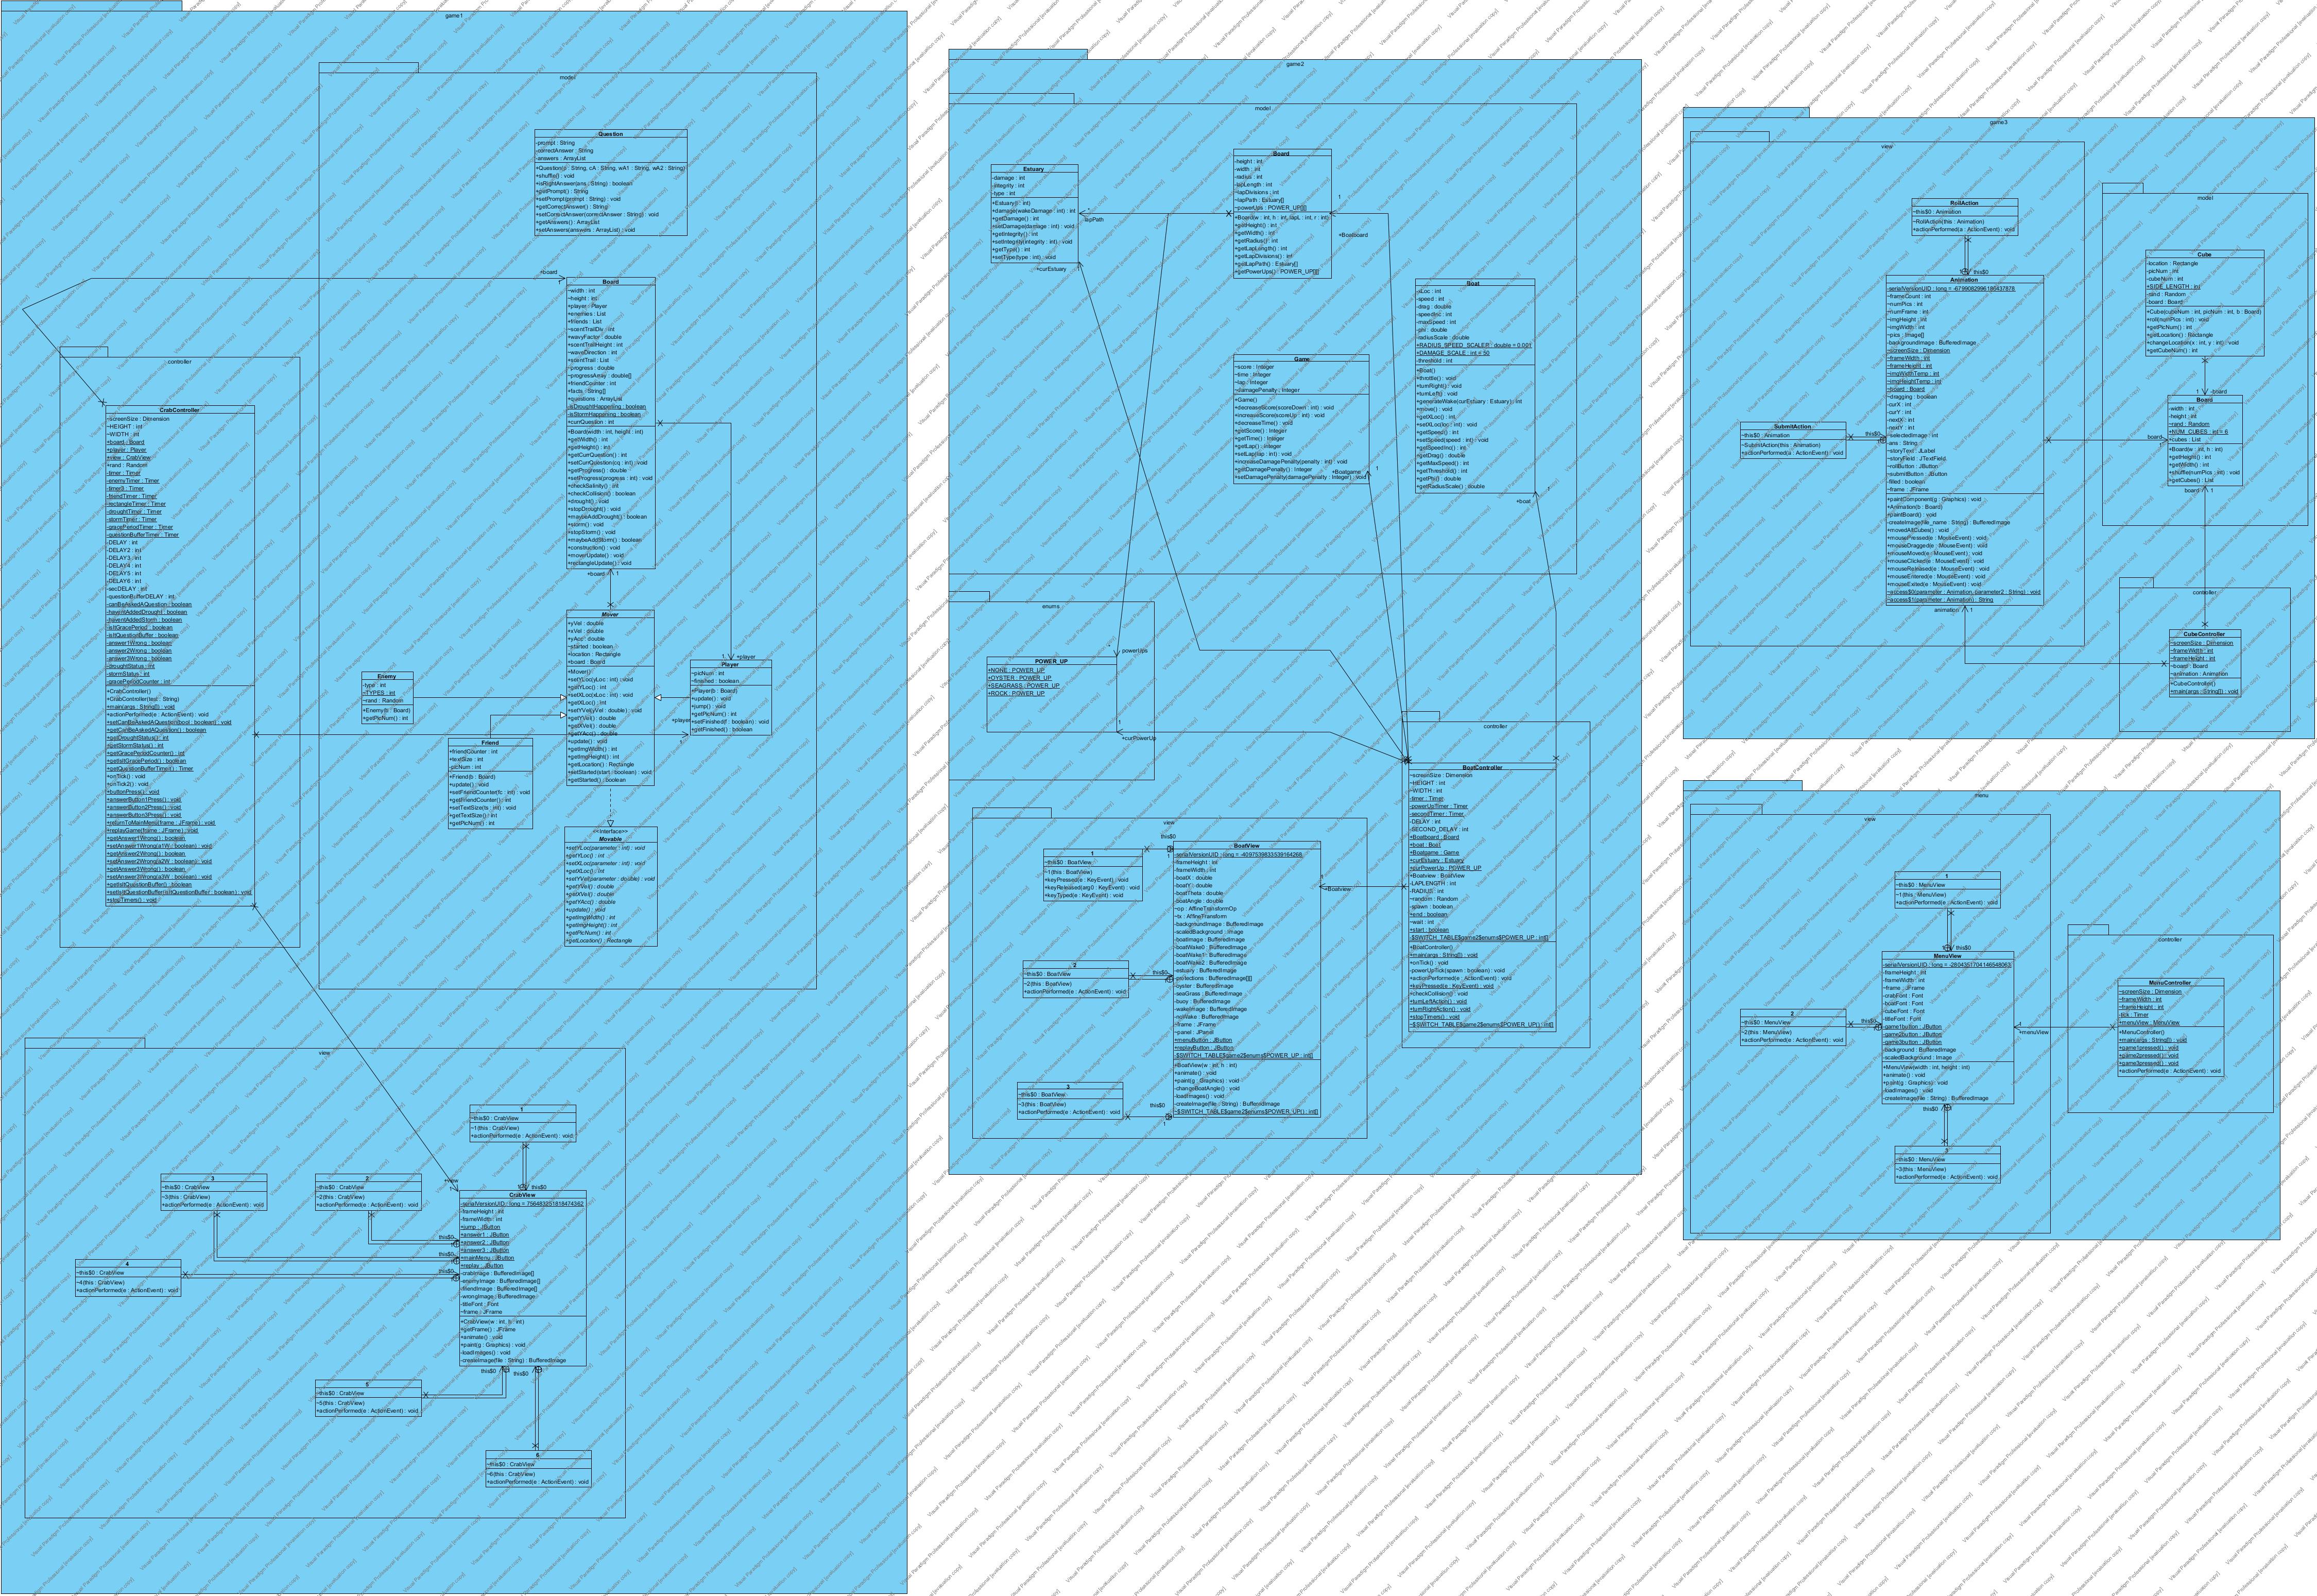 game1
model
Question
-prompt : String
-correctAnswer : String
-answers : ArrayList
+Question(p : String, cA : String, wA1 : String, wA2 : String)
+shuffle() : void
+isRightAnswer(ans : String) : boolean
+getPrompt() : String
+setPrompt(prompt : String) : void
+getCorrectAnswer() : String
+setCorrectAnswer(correctAnswer : String) : void
+getAnswers() : ArrayList
+setAnswers(answers : ArrayList) : void
+board
1
Board
~width : int
~height : int
~player : Player
~enemies : List
~friends : List
~scentTrailDiv : int
~wavyFactor : double
~scentTrailHeight : int
~waveDirection : int
~scentTrail : List
~progress : double
~progressArray : double[]
~friendCounter : int
~facts : String[]
~questions : ArrayList
-isDroughtHappening : boolean
-isStormHappening : boolean
~currQuestion : int
+Board(width : int, height : int)
+getWidth() : int
+getHeight() : int
+getCurrQuestion() : int
+setCurrQuestion(cq : int) : void
+getProgress() : double
+setProgress(progress : int) : void
+checkSalinity() : int
+checkCollision() : boolean
+drought() : void
+stopDrought() : void
+maybeAddDrought() : boolean
+storm() : void
+stopStorm() : void
+maybeAddStorm() : boolean
+construction() : void
+moverUpdate() : void
+rectangleUpdate() : void
+board
1
Mover
+yVel : double
+xVel : double
+yAcc : double
~started : boolean
+location : Rectangle
+board : Board
+Mover()
+setYLoc(yLoc : int) : void
+getYLoc() : int
+setXLoc(xLoc : int) : void
+getXLoc() : int
+setYVel(yVel : double) : void
+getYVel() : double
+getXVel() : double
+getYAcc() : double
+update() : void
+getImgWidth() : int
+getImgHeight() : int
+getLocation() : Rectangle
+setStarted(start : boolean) : void
+getStarted() : boolean
1
+player
Player
-picNum : int
~finished : boolean
+Player(b : Board)
+update() : void
+jump() : void
+getPicNum() : int
+setFinished(f : boolean) : void
+getFinished() : boolean
+player
1
Enemy
-type : int
~TYPES : int
~rand : Random
+Enemy(b : Board)
+getPicNum() : int
Friend
+friendCounter : int
+textSize : int
-picNum : int
+Friend(b : Board)
+update() : void
+setFriendCounter(fc : int) : void
+getFriendCounter() : int
+setTextSize(ts : int) : void
+getTextSize() : int
+getPicNum() : int
<<Interface>>
Movable
+setYLoc(parameter : int) : void
+getYLoc() : int
+setXLoc(parameter : int) : void
+getXLoc() : int
+setYVel(parameter : double) : void
+getYVel() : double
+getXVel() : double
+getYAcc() : double
+update() : void
+getImgWidth() : int
+getImgHeight() : int
+getPicNum() : int
+getLocation() : Rectangle
controller
CrabController
~screenSize : Dimension
~HEIGHT : int
~WIDTH : int
+board : Board
+player : Player
+view : CrabView
+rand : Random
-timer : Timer
-enemyTimer : Timer
-timer3 : Timer
-friendTimer : Timer
-rectangleTimer : Timer
-droughtTimer : Timer
-stormTimer : Timer
-gracePeriodTimer : Timer
-questionBufferTimer : Timer
-DELAY : int
-DELAY2 : int
-DELAY3 : int
-DELAY4 : int
-DELAY5 : int
-DELAY6 : int
-secDELAY : int
-questionBufferDELAY : int
-canBeAskedAQuestion : boolean
-haventAddedDrought : boolean
-haventAddedStorm : boolean
-isItGracePeriod : boolean
-isItQuestionBuffer : boolean
-answer1Wrong : boolean
-answer2Wrong : boolean
-answer3Wrong : boolean
-droughtStatus : int
-stormStatus : int
-gracePeriodCounter : int
+CrabController()
+CrabController(test : String)
+main(args : String[]) : void
+actionPerformed(e : ActionEvent) : void
+setCanBeAskedAQuestion(bool : boolean) : void
+getCanBeAskedAQuestion() : boolean
+getDroughtStatus() : int
+getStormStatus() : int
+getGracePeriodCounter() : int
+getIsItGracePeriod() : boolean
+getQuestionBufferTimer() : Timer
+onTick() : void
+onTick2() : void
+buttonPress() : void
+answerButton1Press() : void
+answerButton2Press() : void
+answerButton3Press() : void
+returnToMainMenu(frame : JFrame) : void
+replayGame(frame : JFrame) : void
+getAnswer1Wrong() : boolean
+setAnswer1Wrong(a1W : boolean) : void
+getAnswer2Wrong() : boolean
+setAnswer2Wrong(a2W : boolean) : void
+getAnswer3Wrong() : boolean
+setAnswer3Wrong(a3W : boolean) : void
+getIsItQuestionBuffer() : boolean
+setIsItQuestionBuffer(isItQuestionBuffer : boolean) : void
+stopTimers() : void
view
1
~this$0 : CrabView
~1(this : CrabView)
+actionPerformed(e : ActionEvent) : void
this$0
2
~this$0 : CrabView
~2(this : CrabView)
+actionPerformed(e : ActionEvent) : void
this$0
3
~this$0 : CrabView
~3(this : CrabView)
+actionPerformed(e : ActionEvent) : void
this$0
4
~this$0 : CrabView
~4(this : CrabView)
+actionPerformed(e : ActionEvent) : void
this$0
+view
CrabView
-serialVersionUID : long = 756483251818474362
-frameHeight : int
-frameWidth : int
+jump : JButton
+answer1 : JButton
+answer2 : JButton
+answer3 : JButton
+mainMenu : JButton
+replay : JButton
-crabImage : BufferedImage[]
-enemyImage : BufferedImage[]
-friendImage : BufferedImage[]
-wrongImage : BufferedImage
-titleFont : Font
~frame : JFrame
+CrabView(w : int, h : int)
+getFrame() : JFrame
+animate() : void
+paint(g : Graphics) : void
-loadImages() : void
-createImage(file : String) : BufferedImage
this$0
this$0
5
~this$0 : CrabView
~5(this : CrabView)
+actionPerformed(e : ActionEvent) : void
6
~this$0 : CrabView
~6(this : CrabView)
+actionPerformed(e : ActionEvent) : void
game2
model
Estuary
-damage : int
-integrity : int
-type : int
+Estuary(t : int)
+damage(wakeDamage : int) : int
+getDamage() : int
+setDamage(damage : int) : void
+getIntegrity() : int
+setIntegrity(integrity : int) : void
+getType() : int
+setType(type : int) : void
+curEstuary
*
~lapPath
Board
-height : int
-width : int
-radius : int
-lapLength : int
~lapDivisions : int
~lapPath : Estuary[]
~powerUps : POWER_UP[][]
+Board(w : int, h : int, lapL : int, r : int)
+getHeight() : int
+getWidth() : int
+getRadius() : int
+getLapLength() : int
+getLapDivisions() : int
+getLapPath() : Estuary[]
+getPowerUps() : POWER_UP[][]
1
+Boatboard
Boat
-xLoc : int
-speed : int
-drag : double
-speedInc : int
-maxSpeed : int
-phi : double
-radiusScale : double
+RADIUS_SPEED_SCALER : double = 0.001
+DAMAGE_SCALE : int = 50
-threshold : int
+Boat()
+throttle() : void
+turnRight() : void
+turnLeft() : void
+generateWake(curEstuary : Estuary) : int
+move() : void
+getXLoc() : int
+setXLoc(loc : int) : void
+getSpeed() : int
+setSpeed(speed : int) : void
+getSpeedInc() : int
+getDrag() : double
+getMaxSpeed() : int
+getThreshold() : int
+getPhi() : double
+getRadiusScale() : double
1
+boat
Game
~score : Integer
~time : Integer
~lap : Integer
~damagePenalty : Integer
+Game()
+decreaseScore(scoreDown : int) : void
+increaseScore(scoreUp : int) : void
+decreaseTime() : void
+getScore() : Integer
+getTime() : Integer
+getLap() : Integer
+setLap(lap : int) : void
+increaseDamagePenalty(penalty : int) : void
+getDamagePenalty() : Integer
+setDamagePenalty(damagePenalty : Integer) : void
+Boatgame
1
enums
POWER_UP
+NONE : POWER_UP
+OYSTER : POWER_UP
+SEAGRASS : POWER_UP
+ROCK : POWER_UP
*
~powerUps
1
+curPowerUp
controller
BoatController
~screenSize : Dimension
~HEIGHT : int
~WIDTH : int
-timer : Timer
-powerUpTimer : Timer
-secondTimer : Timer
-DELAY : int
-SECOND_DELAY : int
+Boatboard : Board
+boat : Boat
+Boatgame : Game
+curEstuary : Estuary
+curPowerUp : POWER_UP
+Boatview : BoatView
-LAPLENGTH : int
-RADIUS : int
~random : Random
~spawn : boolean
+end : boolean
~wait : int
+start : boolean
-$SWITCH_TABLE$game2$enums$POWER_UP : int[]
+BoatController()
+main(args : String[]) : void
+onTick() : void
-powerUpTick(spawn : boolean) : void
+actionPerformed(e : ActionEvent) : void
+keyPressed(e : KeyEvent) : void
+checkCollision() : void
+turnLeftAction() : void
+turnRightAction() : void
+stopTimers() : void
~$SWITCH_TABLE$game2$enums$POWER_UP() : int[]
view
1
~this$0 : BoatView
~1(this : BoatView)
+keyPressed(e : KeyEvent) : void
+keyReleased(arg0 : KeyEvent) : void
+keyTyped(e : KeyEvent) : void
this$0
1
2
~this$0 : BoatView
~2(this : BoatView)
+actionPerformed(e : ActionEvent) : void
this$0
3
~this$0 : BoatView
~3(this : BoatView)
+actionPerformed(e : ActionEvent) : void
this$0
1
BoatView
-serialVersionUID : long = -4097539833539164268
-frameHeight : int
-frameWidth : int
-boatX : double
-boatY : double
-boatTheta : double
-boatAngle : double
~op : AffineTransformOp
~tx : AffineTransform
-backgroundImage : BufferedImage
-scaledBackground : Image
-boatImage : BufferedImage
-boatWake0 : BufferedImage
-boatWake1 : BufferedImage
-boatWake2 : BufferedImage
-estuary : BufferedImage
-protections : BufferedImage[][]
-oyster : BufferedImage
-seaGrass : BufferedImage
-buoy : BufferedImage
-wakeImage : BufferedImage
-noWake : BufferedImage
~frame : JFrame
~panel : JPanel
+menuButton : JButton
+replayButton : JButton
-$SWITCH_TABLE$game2$enums$POWER_UP : int[]
+BoatView(w : int, h : int)
+animate() : void
+paint(g : Graphics) : void
-changeBoatAngle() : void
-loadImages() : void
-createImage(file : String) : BufferedImage
~$SWITCH_TABLE$game2$enums$POWER_UP() : int[]
1
+Boatview
game3
view
RollAction
~this$0 : Animation
~RollAction(this : Animation)
+actionPerformed(a : ActionEvent) : void
this$0
Animation
-serialVersionUID : long = -6799082996180437878
~frameCount : int
~numPics : int
~numFrame : int
~imgHeight : int
~imgWidth : int
~pics : Image[]
~backgroundImage : BufferedImage
~screenSize : Dimension
~frameWidth : int
~frameHeight : int
~imgWidthTemp : int
~imgHeightTemp : int
~board : Board
~dragging : boolean
~curX : int
~curY : int
~nextX : int
~nextY : int
~selectedImage : int
~ans : String
~storyText : JLabel
~storyField : JTextField
~rollButton : JButton
~submitButton : JButton
~filled : boolean
~frame : JFrame
+paintComponent(g : Graphics) : void
+Animation(b : Board)
~paintBoard() : void
-createImage(file_name : String) : BufferedImage
~movedAllCubes() : void
+mousePressed(e : MouseEvent) : void
+mouseDragged(e : MouseEvent) : void
+mouseMoved(e : MouseEvent) : void
+mouseClicked(e : MouseEvent) : void
+mouseReleased(e : MouseEvent) : void
+mouseEntered(e : MouseEvent) : void
+mouseExited(e : MouseEvent) : void
~access$0(parameter : Animation, parameter2 : String) : void
~access$1(parameter : Animation) : String
SubmitAction
~this$0 : Animation
~SubmitAction(this : Animation)
+actionPerformed(a : ActionEvent) : void
this$0
animation
1
model
Cube
-location : Rectangle
-picNum : int
-cubeNum : int
+SIDE_LENGTH : int
-rand : Random
-board : Board
+Cube(cubeNum : int, picNum : int, b : Board)
+roll(numPics : int) : void
+getPicNum() : int
+getLocation() : Rectangle
+changeLocation(x : int, y : int) : void
+getCubeNum() : int
1
-board
Board
-width : int
-height : int
~rand : Random
+NUM_CUBES : int = 6
+cubes : List
+Board(w : int, h : int)
+getHeight() : int
+getWidth() : int
+shuffle(numPics : int) : void
+getCubes() : List
board
board
1
controller
CubeController
~screenSize : Dimension
~frameWidth : int
~frameHeight : int
~board : Board
~animation : Animation
+CubeController()
+main(args : String[]) : void
menu
view
1
~this$0 : MenuView
~1(this : MenuView)
+actionPerformed(e : ActionEvent) : void
this$0
2
~this$0 : MenuView
~2(this : MenuView)
+actionPerformed(e : ActionEvent) : void
this$0
MenuView
-serialVersionUID : long = -2804351704146548063
-frameHeight : int
-frameWidth : int
~frame : JFrame
-crabFont : Font
-boatFont : Font
-cubeFont : Font
-titleFont : Font
~game1button : JButton
~game2button : JButton
~game3button : JButton
-background : BufferedImage
-scaledBackground : Image
+MenuView(width : int, height : int)
+animate() : void
+paint(g : Graphics) : void
-loadImages() : void
-createImage(file : String) : BufferedImage
this$0
~this$0 : MenuView
~3(this : MenuView)
+actionPerformed(e : ActionEvent) : void
1
+menuView
controller
MenuController
~screenSize : Dimension
~frameWidth : int
~frameHeight : int
-tick : Timer
+menuView : MenuView
+MenuController()
+main(args : String[]) : void
+game1pressed() : void
+game2pressed() : void
+game3pressed() : void
+actionPerformed(e : ActionEvent) : void
Visual Paradigm Professional [evaluation copy]